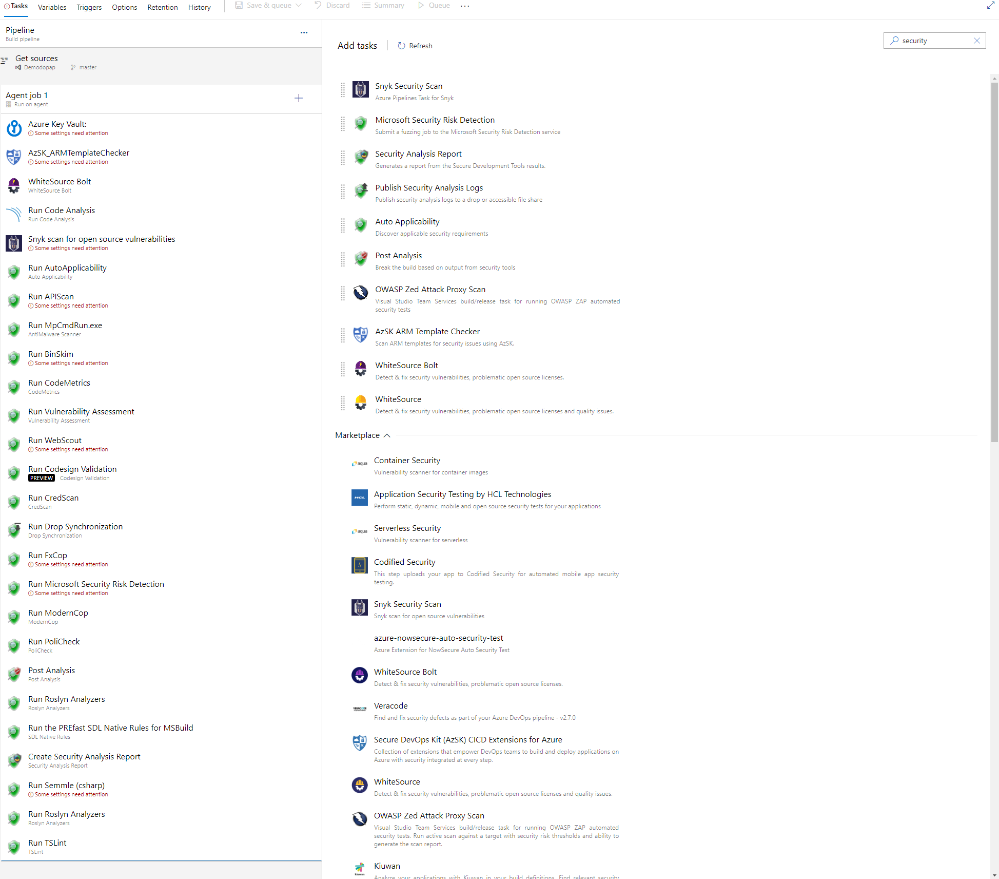 Tasks
Variables
Triggers
Options
Retention
History
Save & queue
Discard
Summary
Queue
...
Pipeline
Build pipeline
Get sources
Demodopap
master
Agent job 1
Run on agent
Azure Key Vault:
Some settings need attention
AzSK_ARMTemplateChecker
Some settings need attention
WhiteSource Bolt
WhiteSource Bolt
Run Code Analysis
Run Code Analysis
Snyk scan for open source vulnerabilities
Some settings need attention
Run AutoApplicability
Auto Applicability
Run APIScan
Some settings need attention
Run MpCmdRun.exe
AntiMalware Scanner
Run BinSkim
Some settings need attention
Run CodeMetrics
CodeMetrics
Run Vulnerability Assessment
Vulnerability Assessment
Run WebScout
Some settings need attention
Run Codesign Validation
PREVIEW Codesign Validation
Run CredScan
CredScan
Run Drop Synchronization
Drop Synchronization
Run FxCop
Some settings need attention
Run Microsoft Security Risk Detection
Some settings need attention
Run ModernCop
ModernCop
Run PoliCheck
PoliCheck
Post Analysis
Post Analysis
Run Roslyn Analyzers
Roslyn Analyzers
Run the PREfast SDL Native Rules for MSBuild
SDL Native Rules
Create Security Analysis Report
Security Analysis Report
Run Semmle (csharp)
Some settings need attention
Run Roslyn Analyzers
Roslyn Analyzers
Run TSLint
TSLint
Add tasks
Refresh
security
Snyk Security Scan
Azure Pipelines Task for Snyk
Microsoft Security Risk Detection
Submit a fuzzing job to the Microsoft Security Risk Detection service
Security Analysis Report
Generates a report from the Secure Development Tools results.
Publish Security Analysis Logs
Publish security analysis logs to a drop or accessible file share
Auto Applicability
Discover applicable security requirements
Post Analysis
Break the build based on output from security tools
OWASP Zed Attack Proxy Scan
Visual Studio Team Services build/release task for running OWASP ZAP automated
security tests
AzSK ARM Template Checker
Scan ARM templates for security issues using AzSK.
WhiteSource Bolt
Detect & fix security vulnerabilities, problematic open source licenses.
WhiteSource
Detect & fix security vulnerabilities, problematic open source licenses and quality issues.
Marketplace
aqua
Container Security
Vulnerability scanner for container images
HCL
Application Security Testing by HCL Technologies
Perform static, dynamic, mobile and open source security tests for your applications
aqua
Serverless Security
Vulnerability scanner for serverless
Codified Security
This step uploads your app to Codified Security for automated mobile app security
testing.
Snyk Security Scan
Snyk scan for open source vulnerabilities
azure-nowsecure-auto-security-test
Azure Extension for NowSecure Auto Security Test
WhiteSource Bolt
Detect & fix security vulnerabilities, problematic open source licenses.
VERACODE
Veracode
Find and fix security defects as part of your Azure DevOps pipeline - v2.7.0
Secure DevOps Kit (AzSK) CICD Extensions for Azure
Collection of extensions that empower DevOps teams to build and deploy applications on
Azure with security integrated at every step.
WhiteSource
Detect & fix security vulnerabilities, problematic open source licenses and quality issues.
OWASP Zed Attack Proxy Scan
Visual Studio Team Services build/release task for running OWASP ZAP automated
security tests. Run active scan against a target with security risk thresholds and ability to
generate the scan report.
kiuwan
Kiuwan
Analyze your applications with Kiuwan in your build definitions. Find relevant security